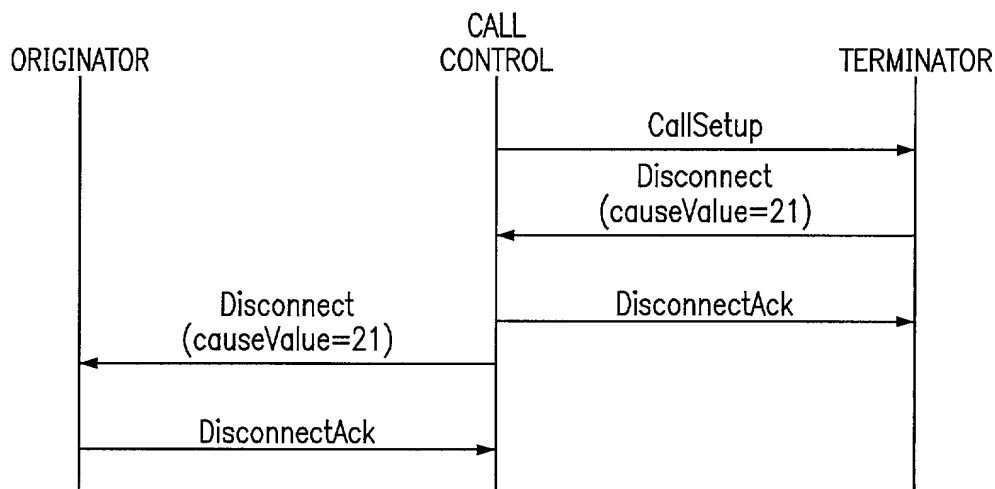 ORIGINATOR
CALL
CONTROL
TERMINATOR
CallSetup
Disconnect
(causeValue=21)
DisconnectAck
Disconnect
(causeValue=21)
DisconnectAck